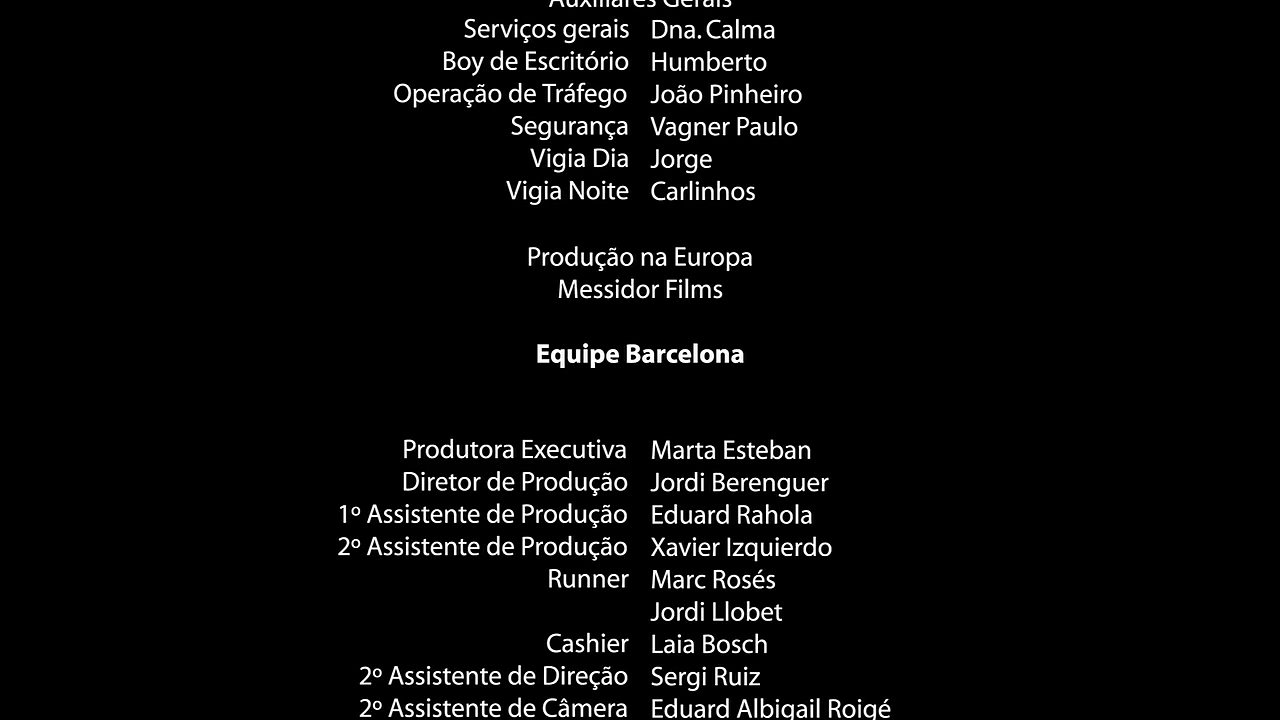 Auxiliares Gerais
Serviços gerais Dna. Calma
Boy de Escritório Humberto
Operação de Tráfego João Pinheiro
Segurança Vagner Paulo
Vigia Dia Jorge
Vigia Noite Carlinhos
Produção na Europa
Messidor Films
Equipe Barcelona
Produtora Executiva Marta Esteban
Diretor de Produção Jordi Berenguer
1º Assistente de Produção Eduard Rahola
2º Assistente de Produção Xavier Izquierdo
Runner Marc Rosés
Jordi Llobet
Cashier Laia Bosch
2º Assistente de Direção Sergi Ruiz
2º Assistente de Câmera Eduard Albigail Roigé